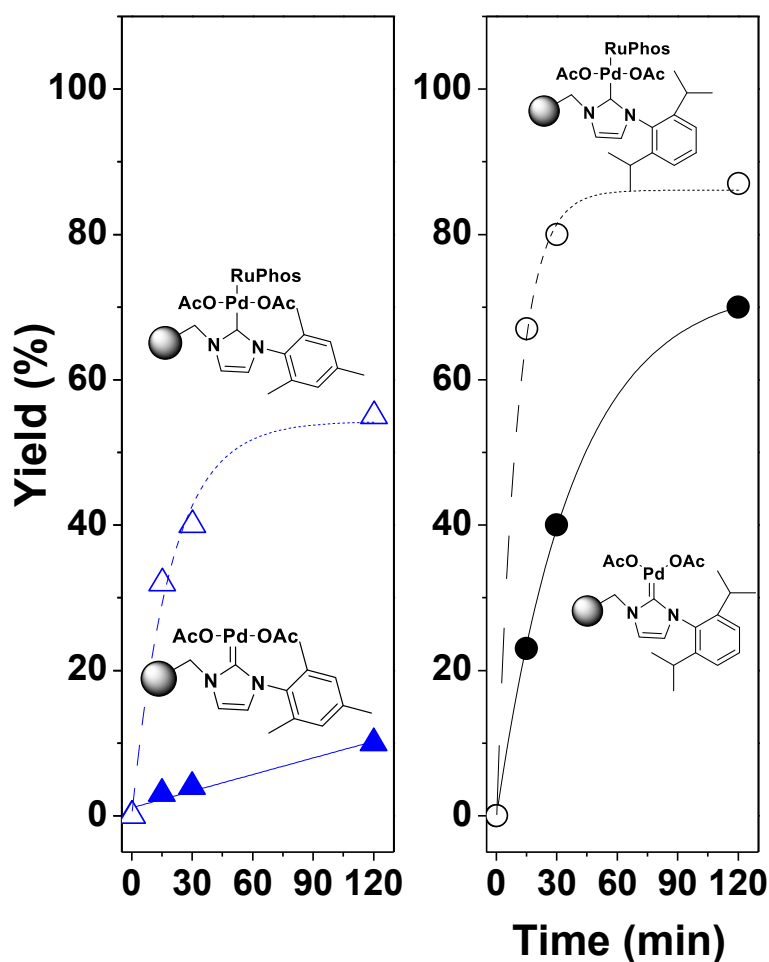 Yield (%)
100
80
60
40
20
0
RuPhos
AcO-Pd-OAc
N
N
AcO-Pd-OAc
N
N
0 30 60 90 120
100
80
60
40
20
0
RuPhos
AcO-Pd-OAc
N
N
AcO
OAc
Pd
N
N
0 30 60 90 120
Time (min)